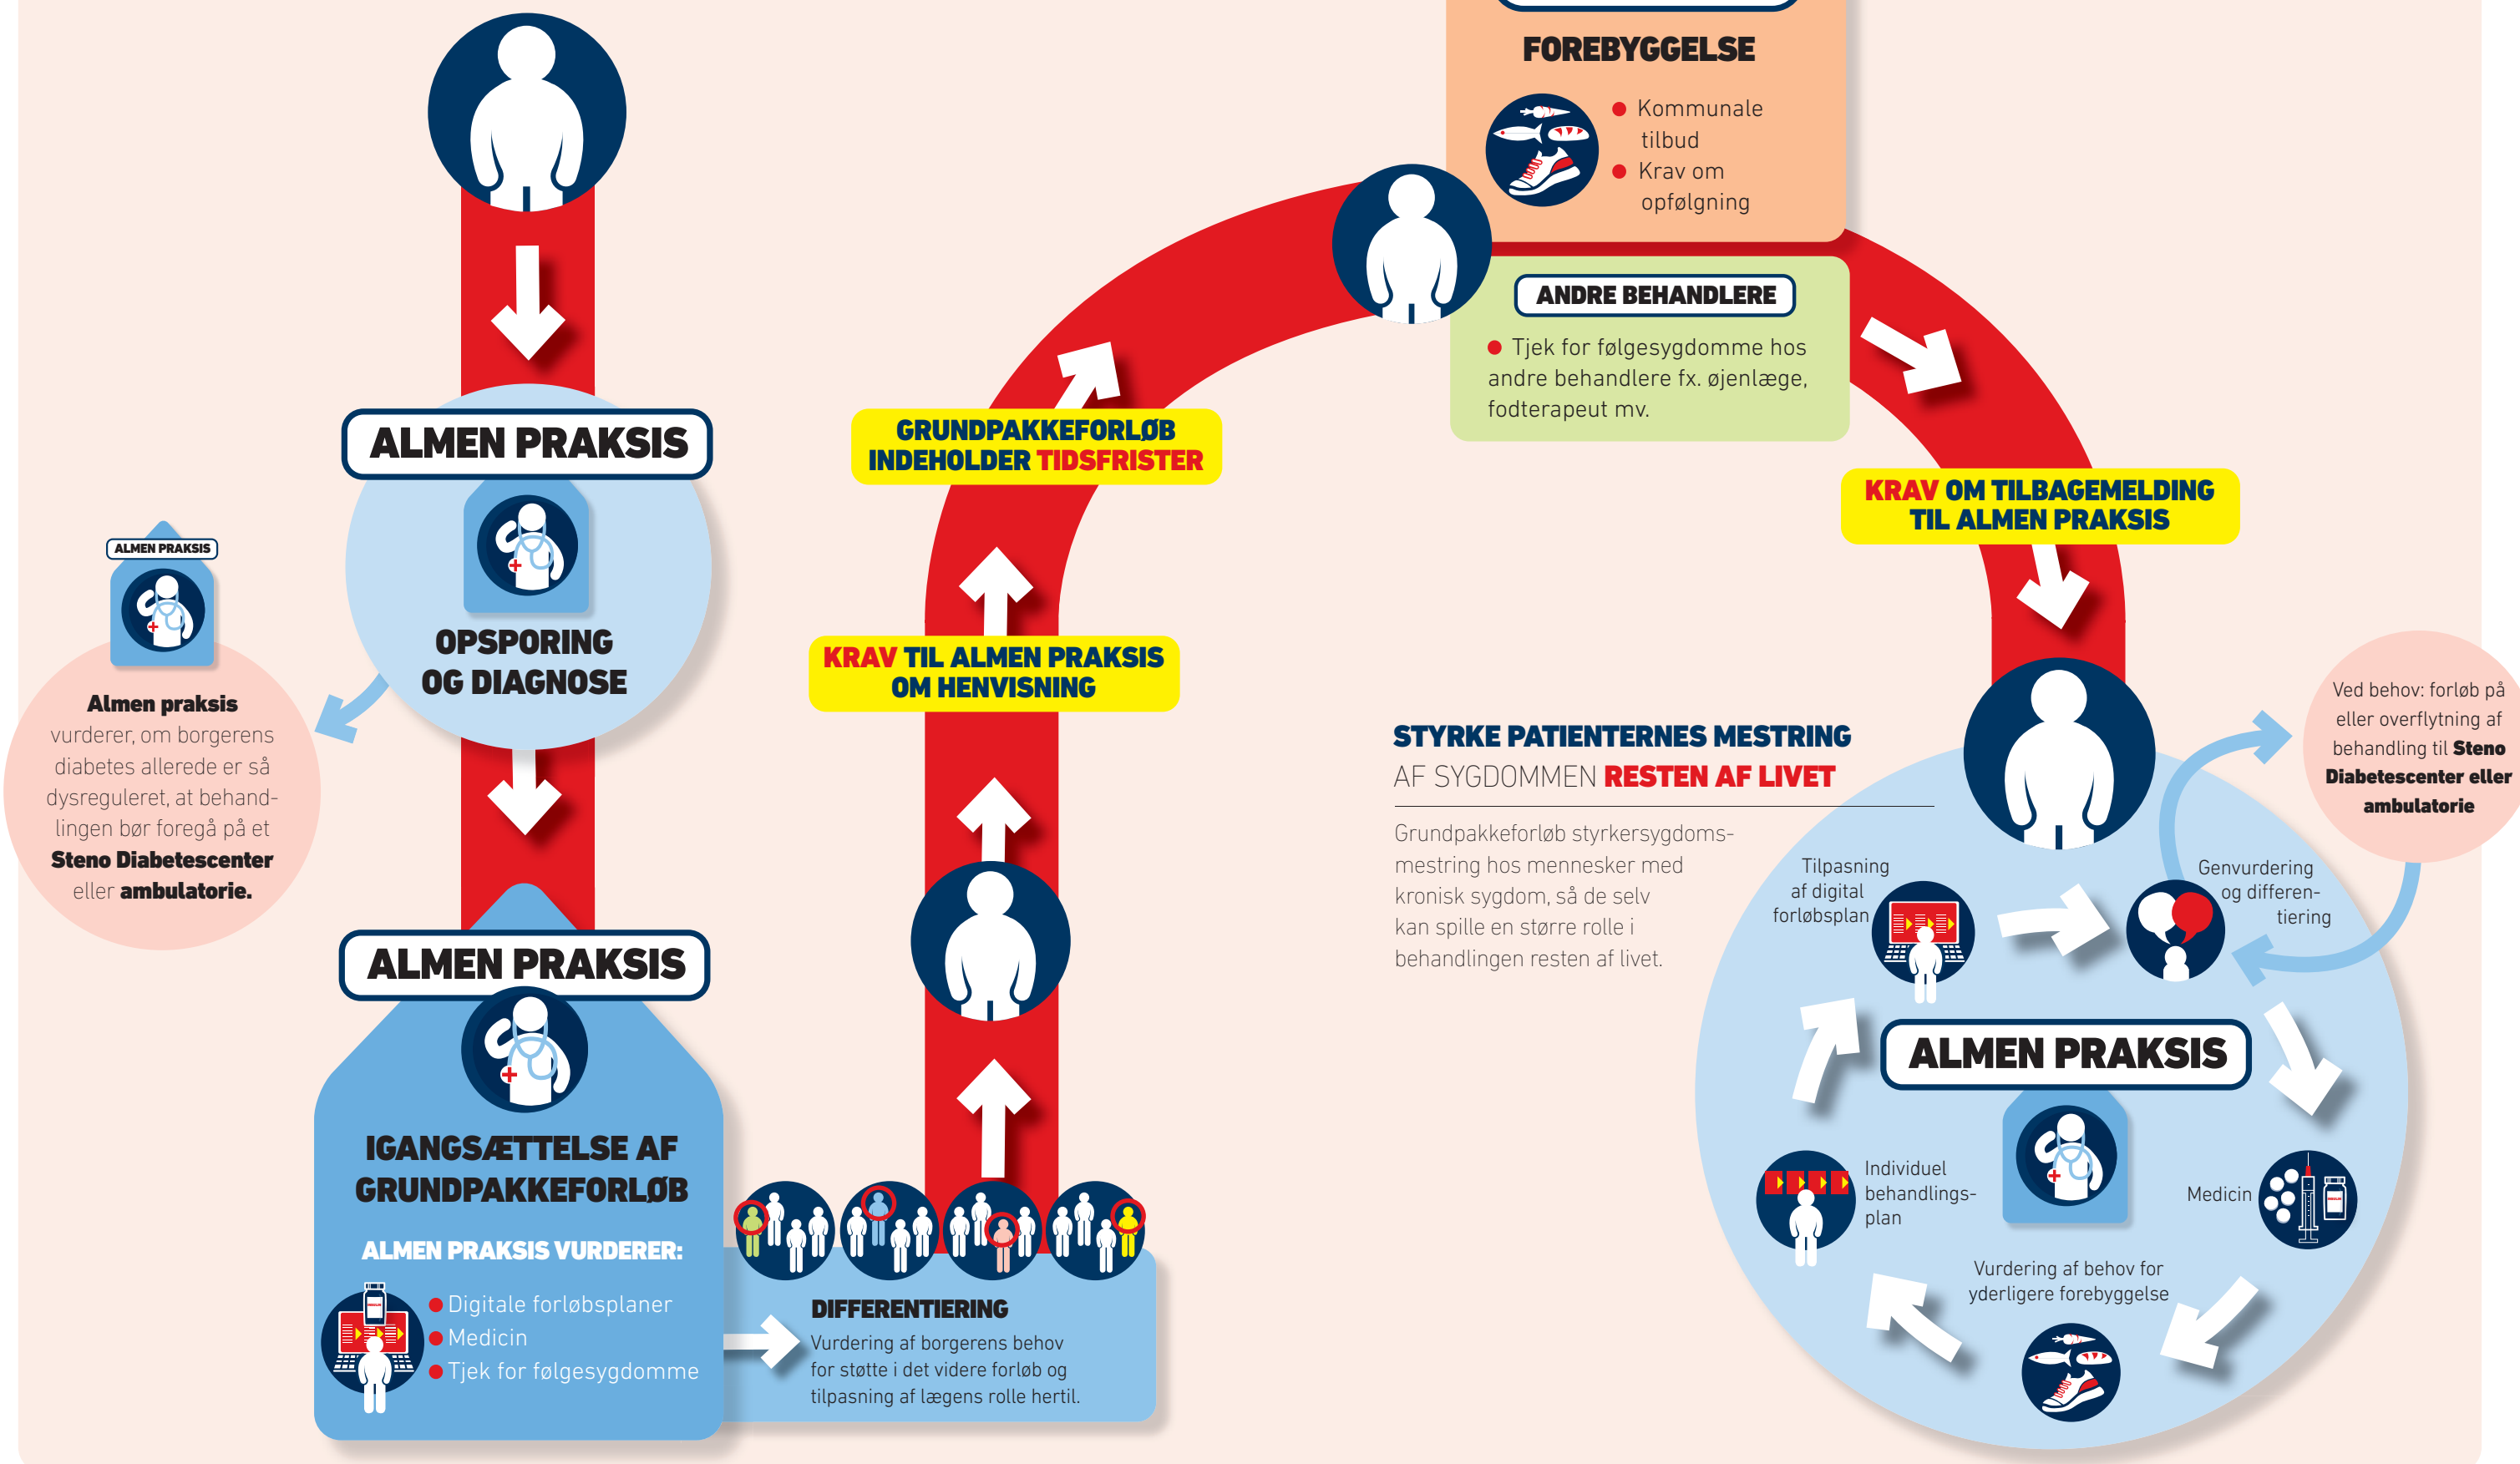 ALMEN PRAKSIS
OPSPORING
OG DIAGNOSE
ALMEN PRAKSIS
Almen praksis
vurderer, om borgerens
diabetes allerede er så
dysreguleret, at behand-
lingen bør foregå på et
Steno Diabetescenter
eller ambulatorie.
ALMEN PRAKSIS
IGANGSÆTTELSE AF
GRUNDPAKKEFORLØB
ALMEN PRAKSIS VURDERER:
Digitale forløbsplaner
Medicin
Tjek for følgesygdomme
DIFFERENTIERING
Vurdering af borgerens behov
for støtte i det videre forløb og
tilpasning af lægens rolle hertil.
KRAV TIL ALMEN PRAKSIS
OM HENVISNING
GRUNDPAKKEFORLØB
INDEHOLDER TIDSFRISTER
FOREBYGGELSE
Kommunale
tilbud
Krav om
opfølgning
ANDRE BEHANDLERE
Tjek for følgesygdomme hos
andre behandlere fx. øjenlæge,
fodterapeut mv.
KRAV OM TILBAGEMELDING
TIL ALMEN PRAKSIS
STYRKE PATIENTERNES MESTRING
AF SYGDOMMEN RESTEN AF LIVET
Grundpakkeforløb styrkersygdoms-
mestring hos mennesker med
kronisk sygdom, så de selv
kan spille en større rolle i
behandlingen resten af livet.
Ved behov: forløb på
eller overflytning af
behandling til Steno
Diabetescenter eller
ambulatorie
Tilpasning
af digital
forløbsplan
Genvurdering
og differen-
tiering
ALMEN PRAKSIS
Medicin
Vurdering af behov for
yderligere forebyggelse
Individuel
behandlings-
plan